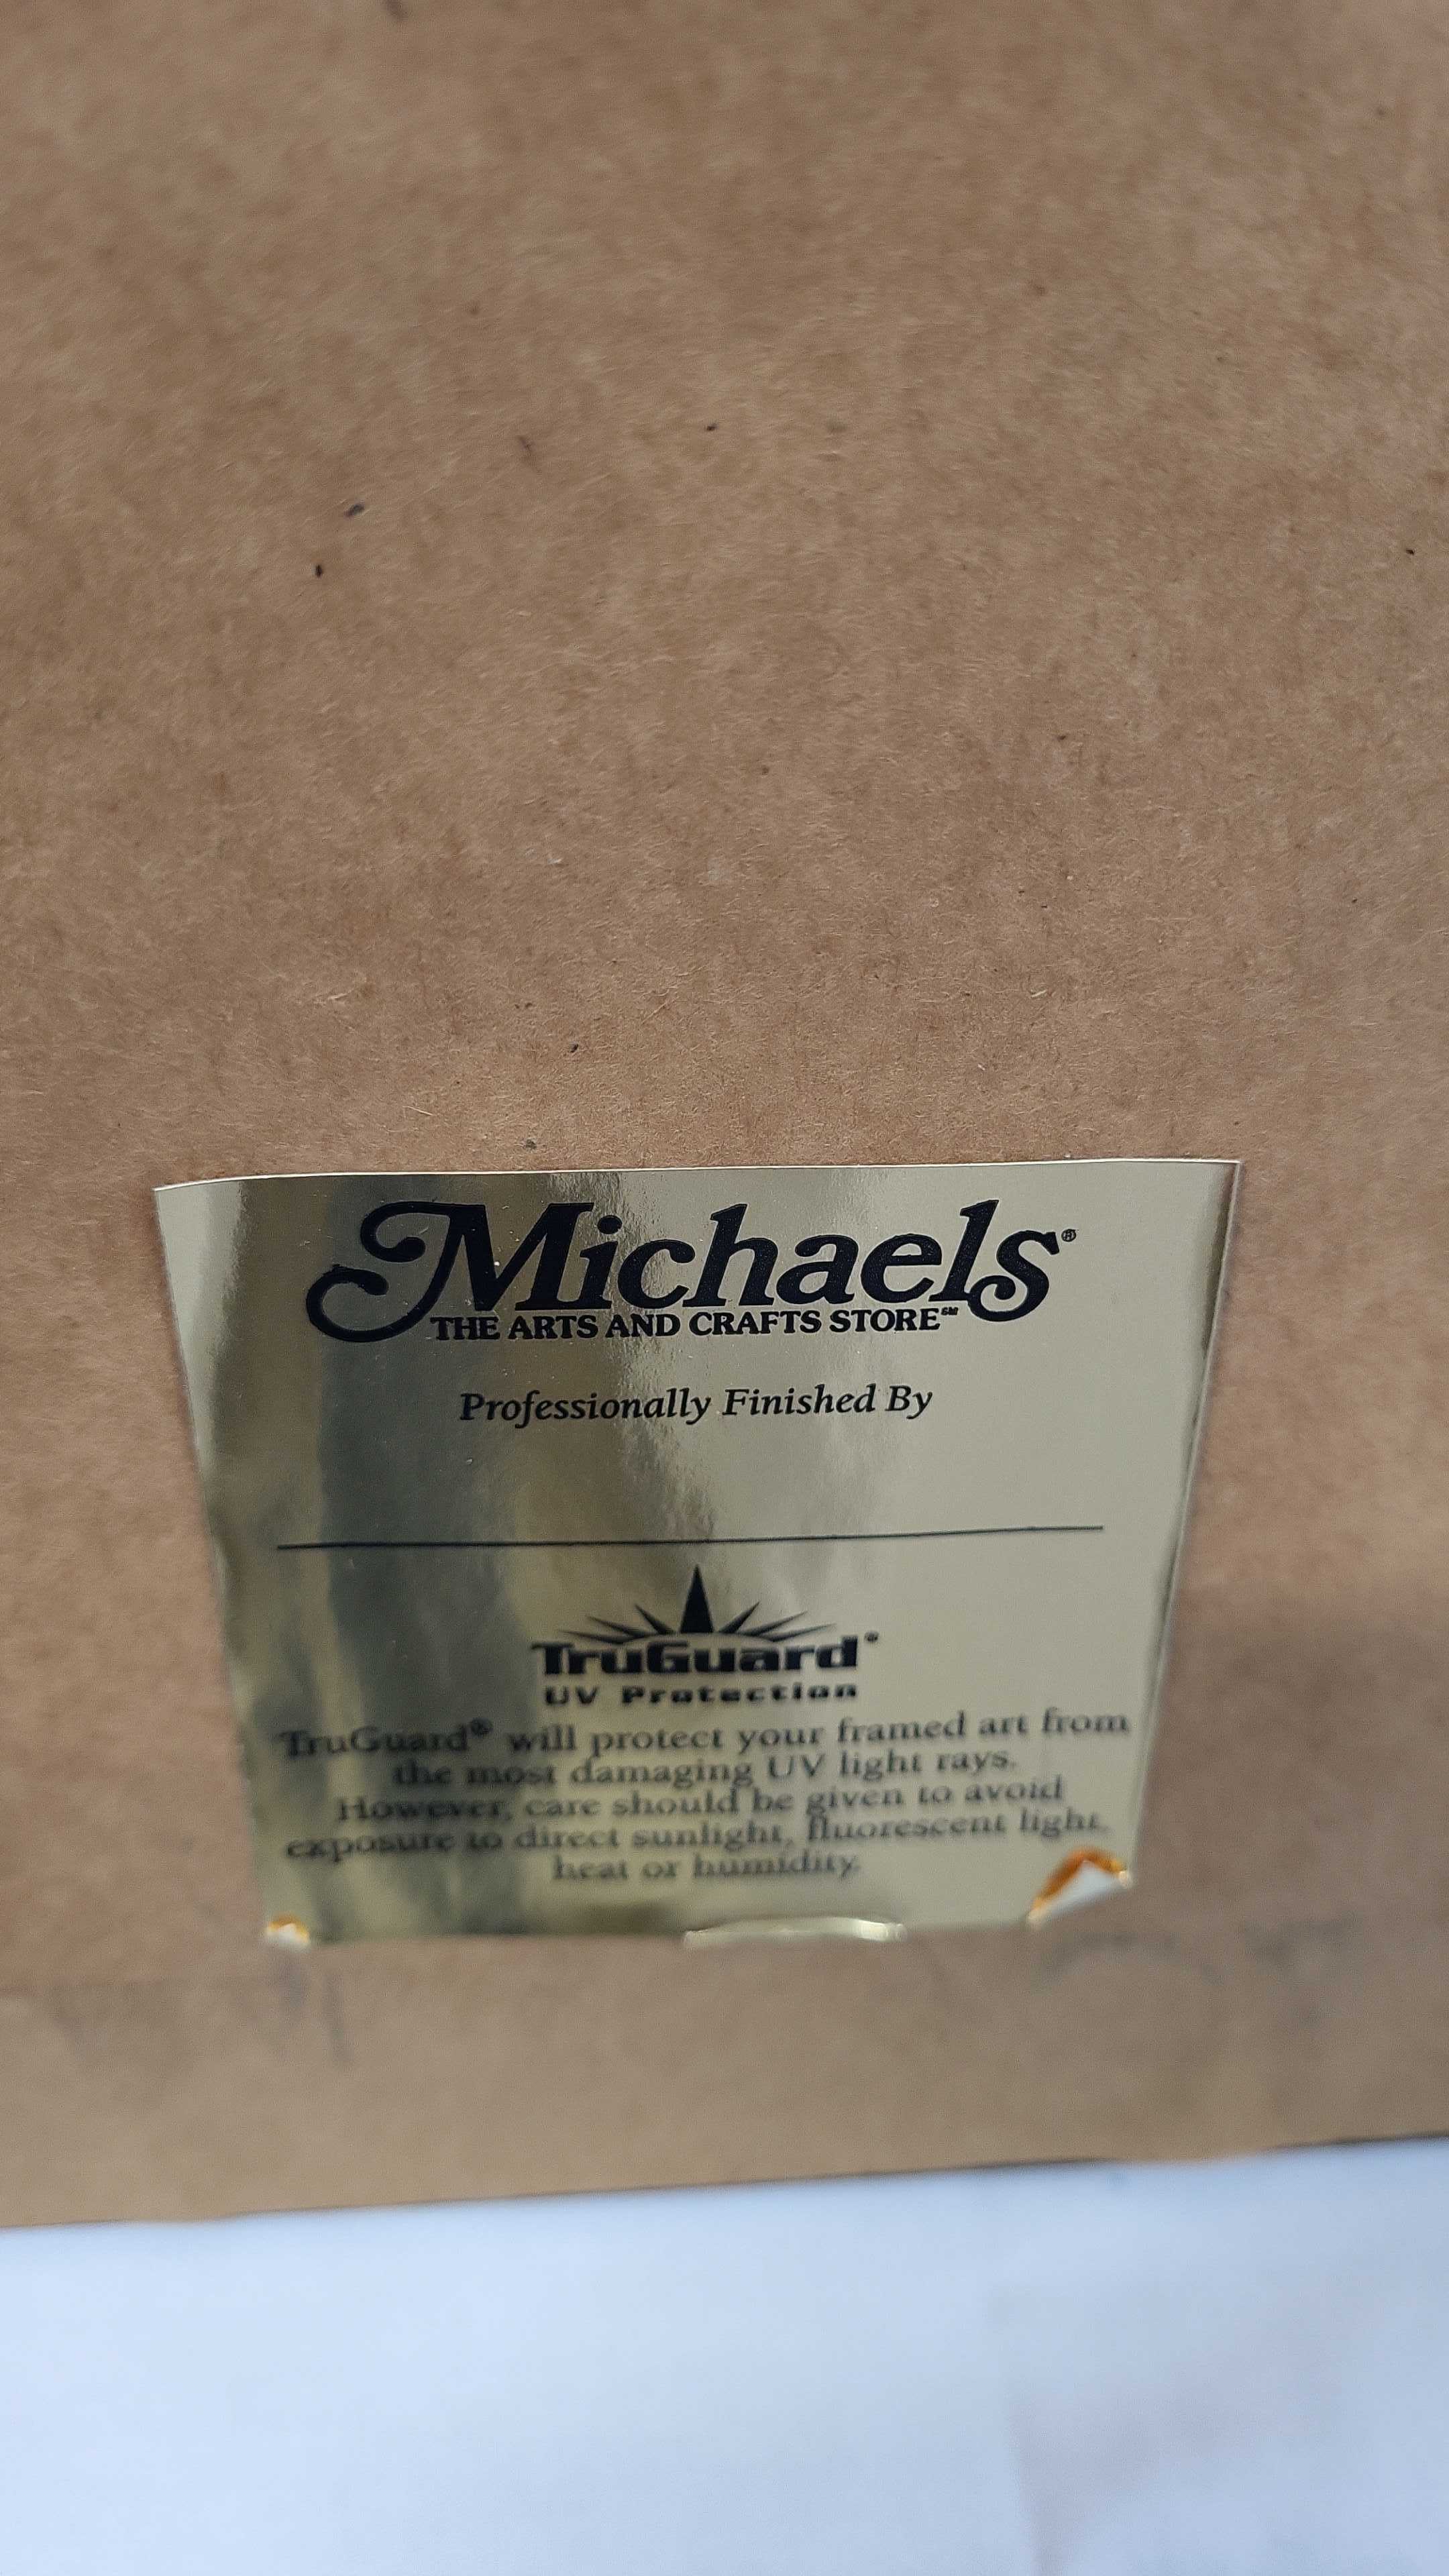 Michaels®
THE ARTS AND CRAFTS STORE℠
Professionally Finished By
TruGuard®
UV Protection
TruGuard® will protect your framed art from
the most damaging UV light rays.
However, care should be given to avoid
exposure to direct sunlight, fluorescent light,
heat or humidity.